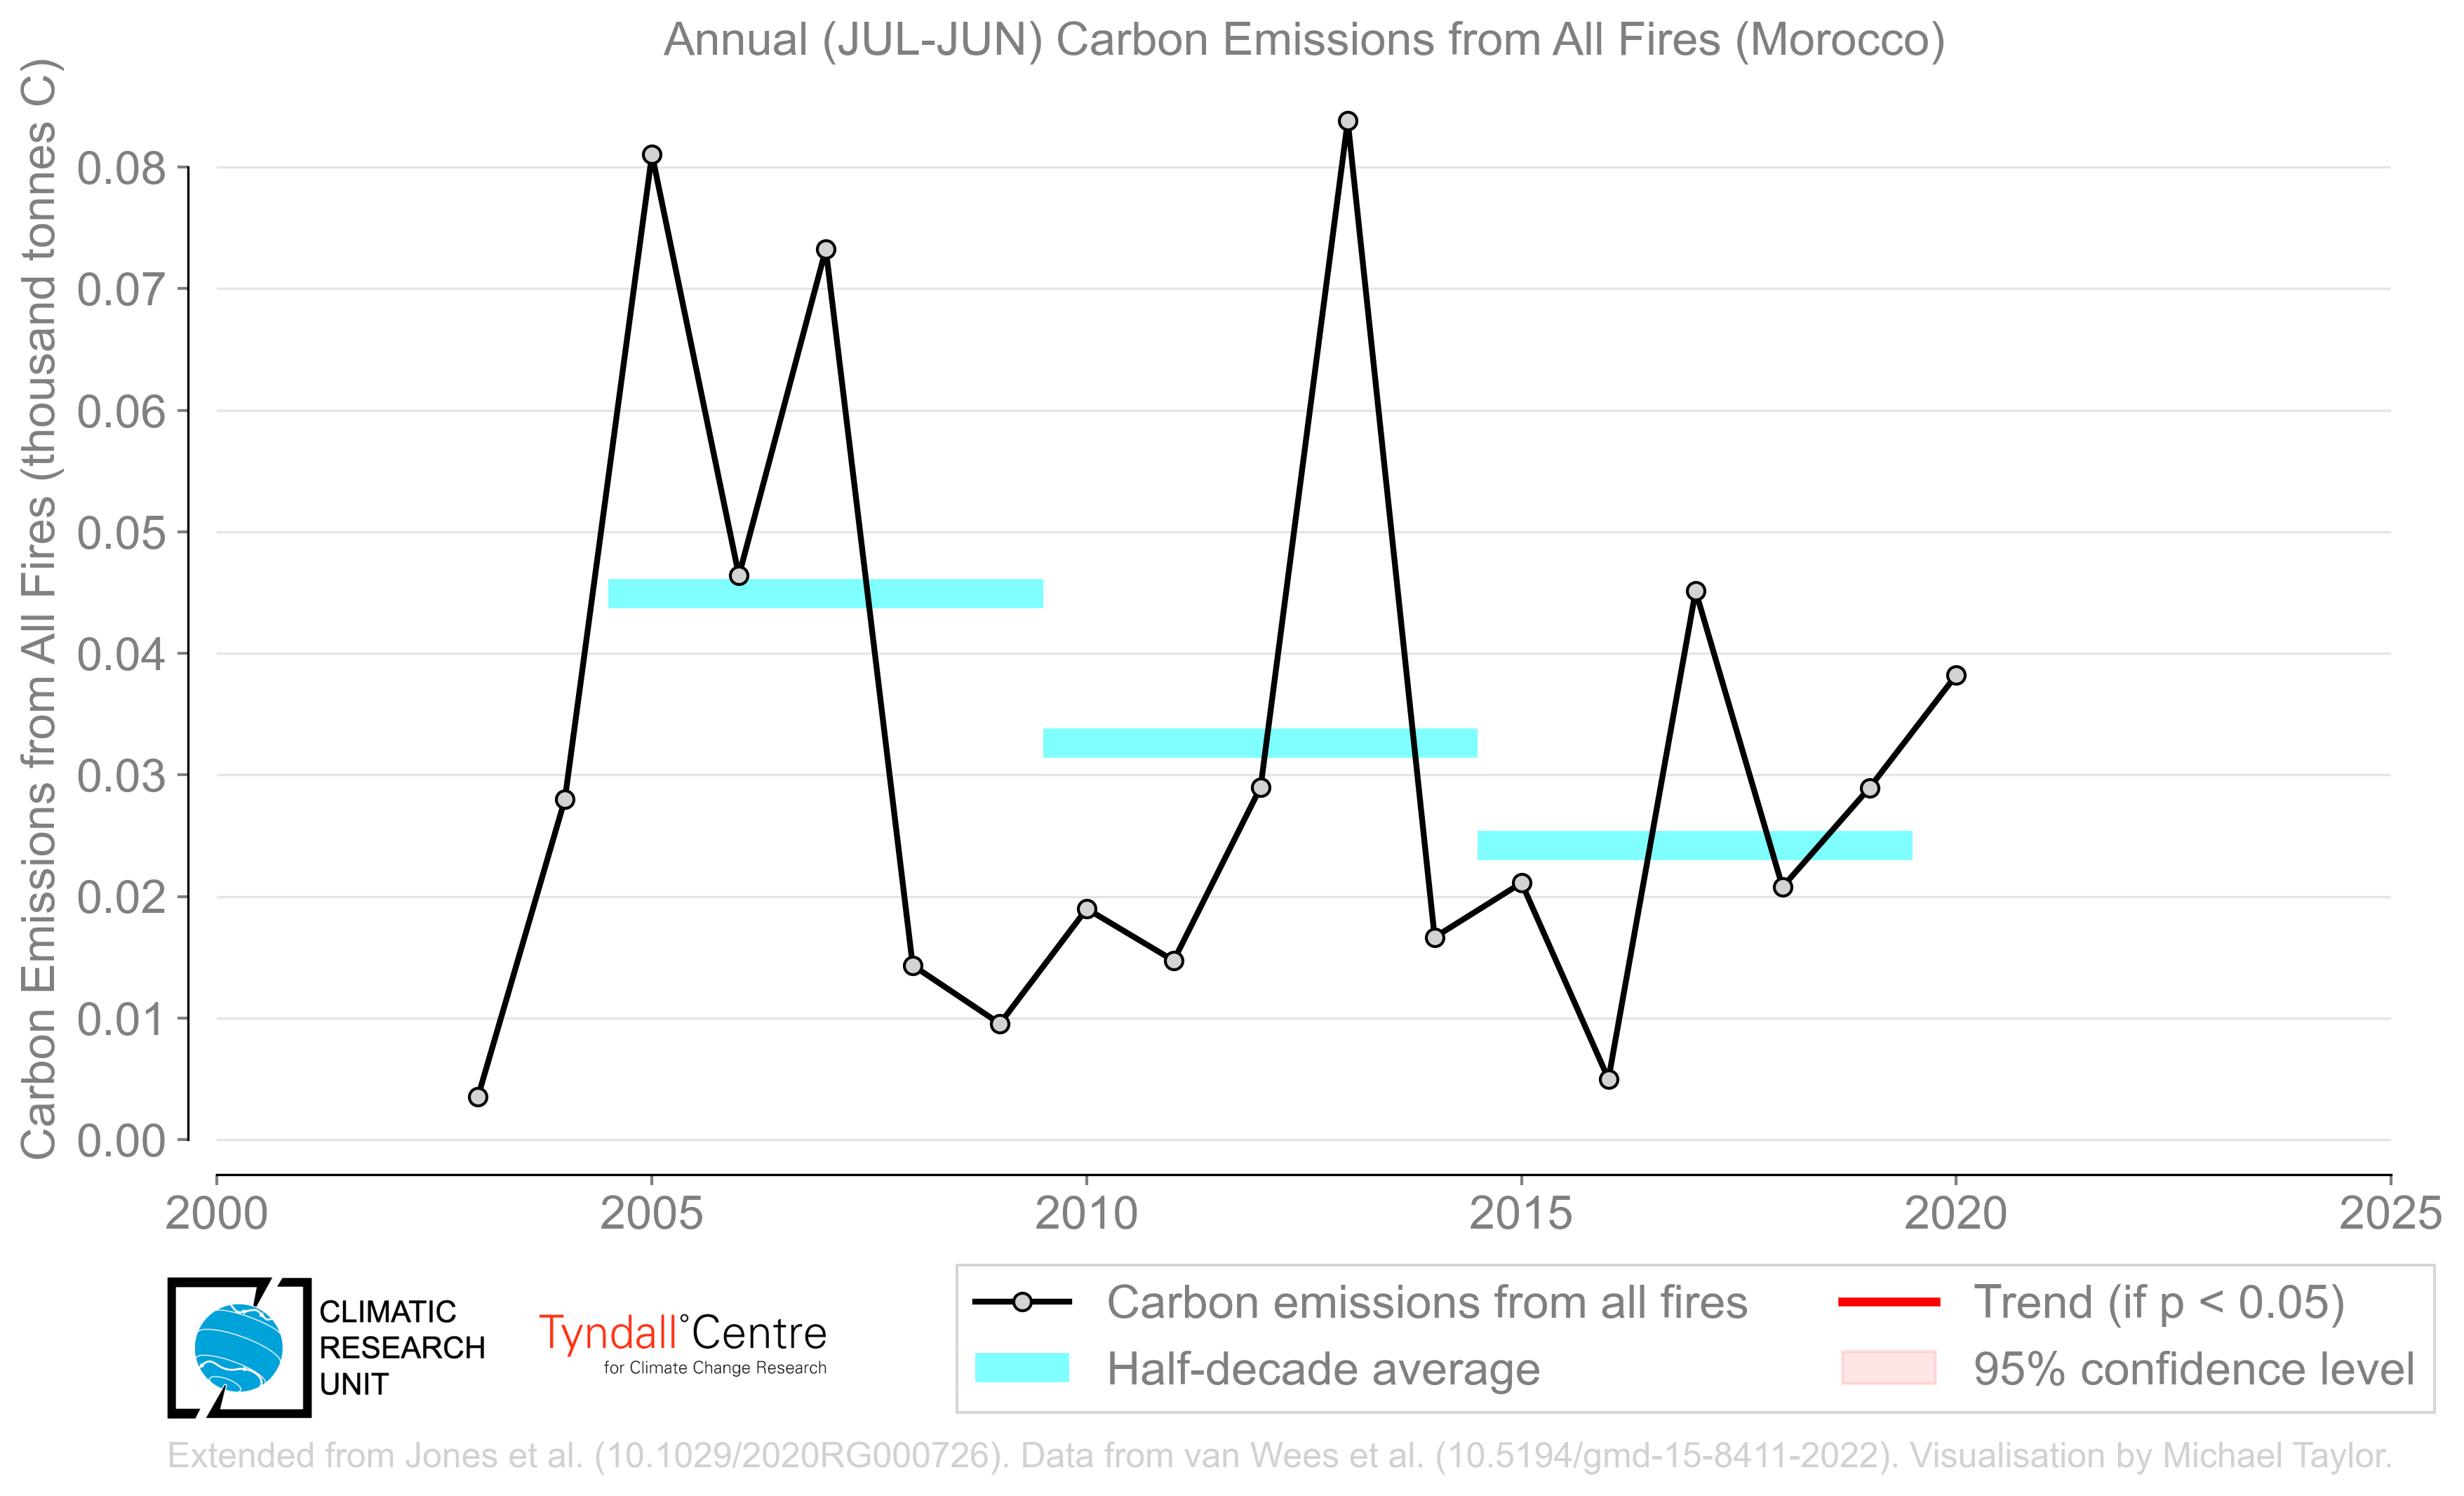 Annual (JUL-JUN) Carbon Emissions from All Fires (Morocco)
Carbon Emissions from All Fires (thousand tonnes C)
0.08
0.07
0.06
0.05
0.04
0.03
0.02
0.01
0.00
2000
2005
2010
2015
2020
2025
CLIMATIC
RESEARCH
UNIT
Tyndall°Centre
for Climate Change Research
Carbon emissions from all fires
Half-decade average
Trend (if p < 0.05)
95% confidence level
Extended from Jones et al. (10.1029/2020RG000726). Data from van Wees et al. (10.5194/gmd-15-8411-2022). Visualisation by Michael Taylor.